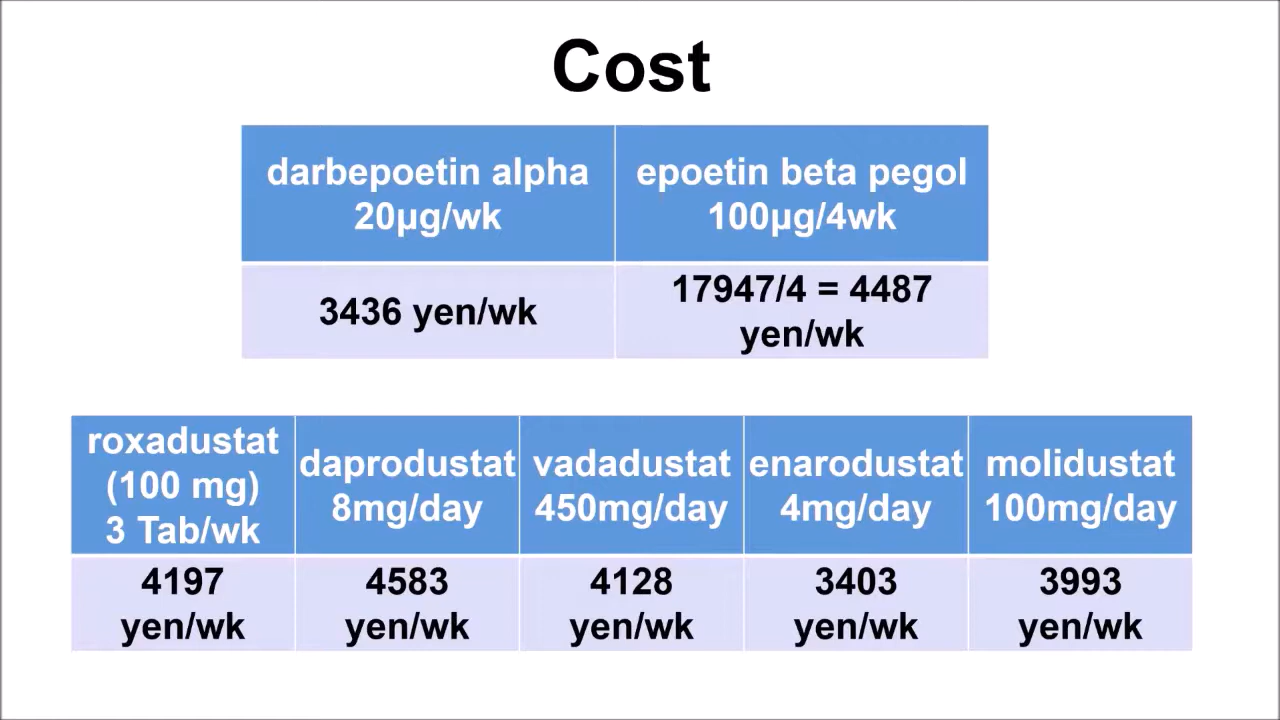 Cost
darbepoetin alpha
20µg/wk
epoetin beta pegol
100µg/4wk
3436 yen/wk
17947/4 = 4487
yen/wk
roxadustat
(100 mg)
3 Tab/wk
daprodustat
8mg/day
vadadustat
450mg/day
enarodustat
4mg/day
molidustat
100mg/day
4197
yen/wk
4583
yen/wk
4128
yen/wk
3403
yen/wk
3993
yen/wk